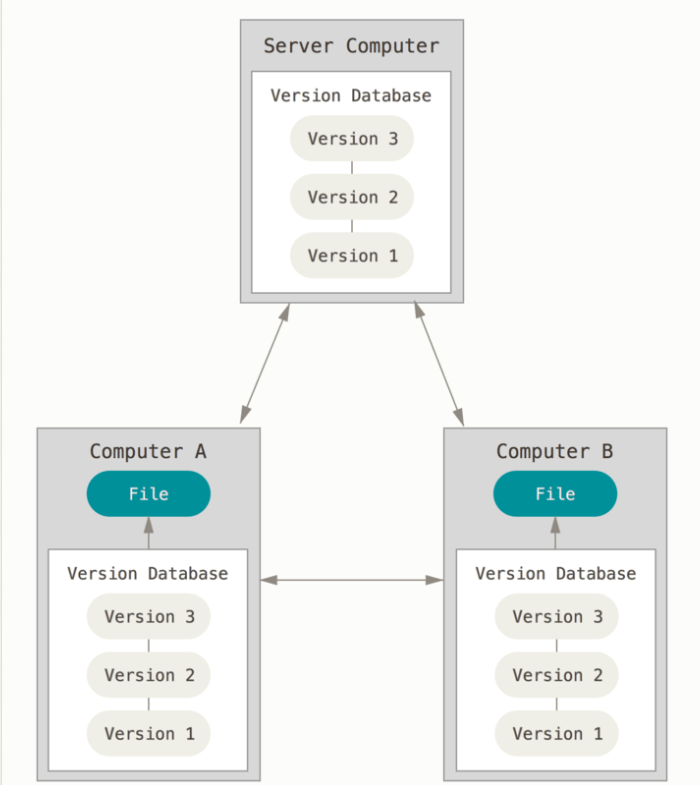 Server Computer
Version Database
Version 3
Version 2
Version 1
Computer A
File
Version Database
Version 3
Version 2
Version 1
Computer B
File
Version Database
Version 3
Version 2
Version 1